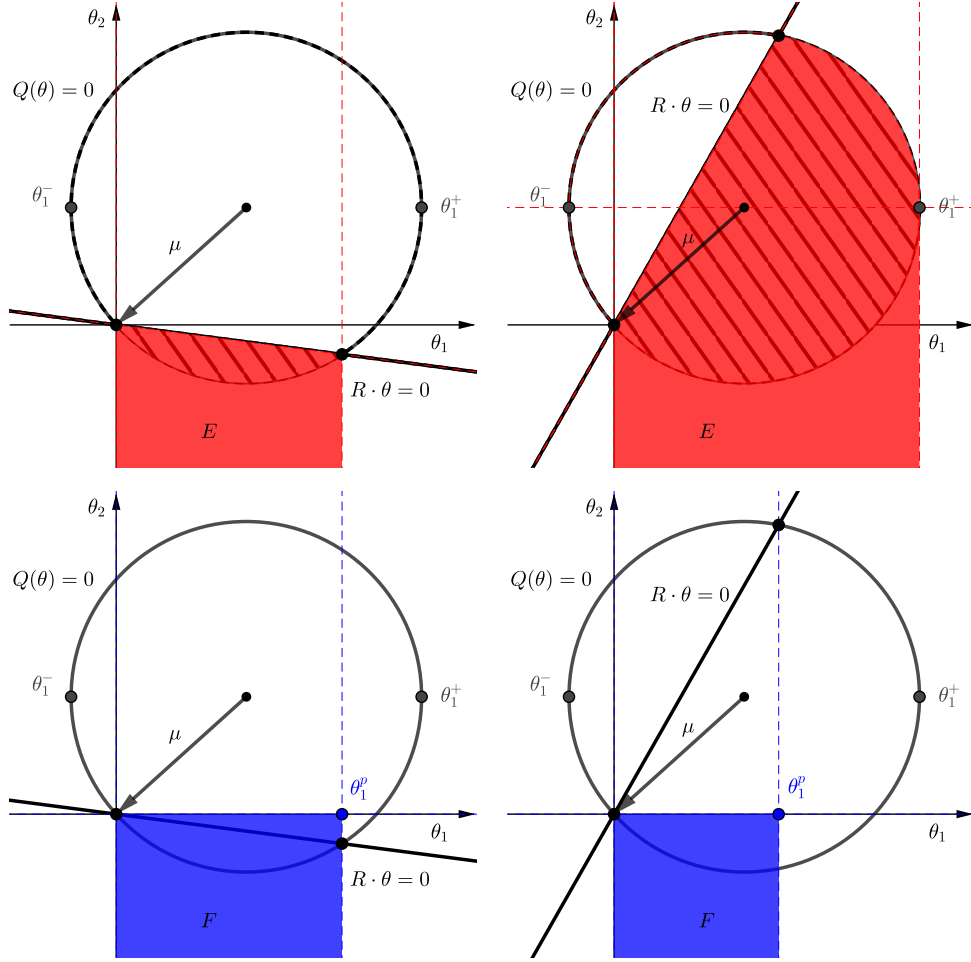 θ₂
Q(θ) = 0
θ₁⁻
θ₁⁺
μ
θ₁
R · θ = 0
E
θ₂
Q(θ) = 0
R · θ = 0
θ₁⁻
θ₁⁺
μ
θ₁
E
θ₂
Q(θ) = 0
θ₁⁻
θ₁⁺
μ
θ₁ᵖ
θ₁
R · θ = 0
F
θ₂
Q(θ) = 0
R · θ = 0
θ₁⁻
θ₁⁺
μ
θ₁ᵖ
θ₁
F